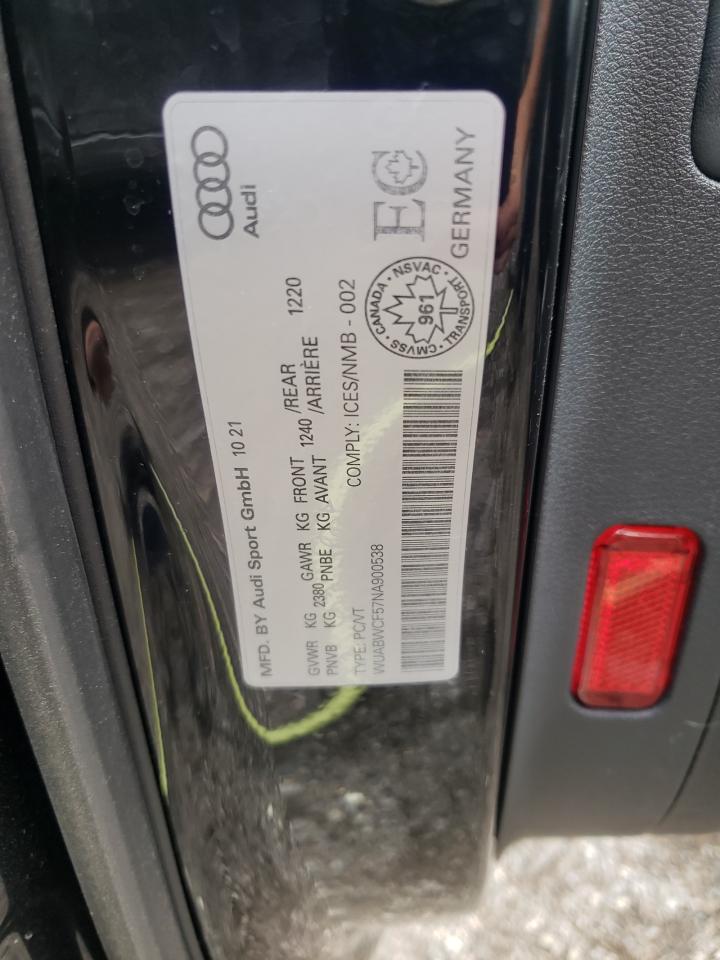 Audi
MFD. BY Audi Sport GmbH 10 21
GVWR KG 2380 GAWR KG FRONT 1240 /REAR 1220
PNVB KG PNBE KG AVANT /ARRIÈRE
COMPLY: ICES/NMB - 002
TYPE: PC/VT
WUABWCF57NA900538
CANADA · NSVAC · TRANSPORT · CMVSS ·
961
EC
GERMANY